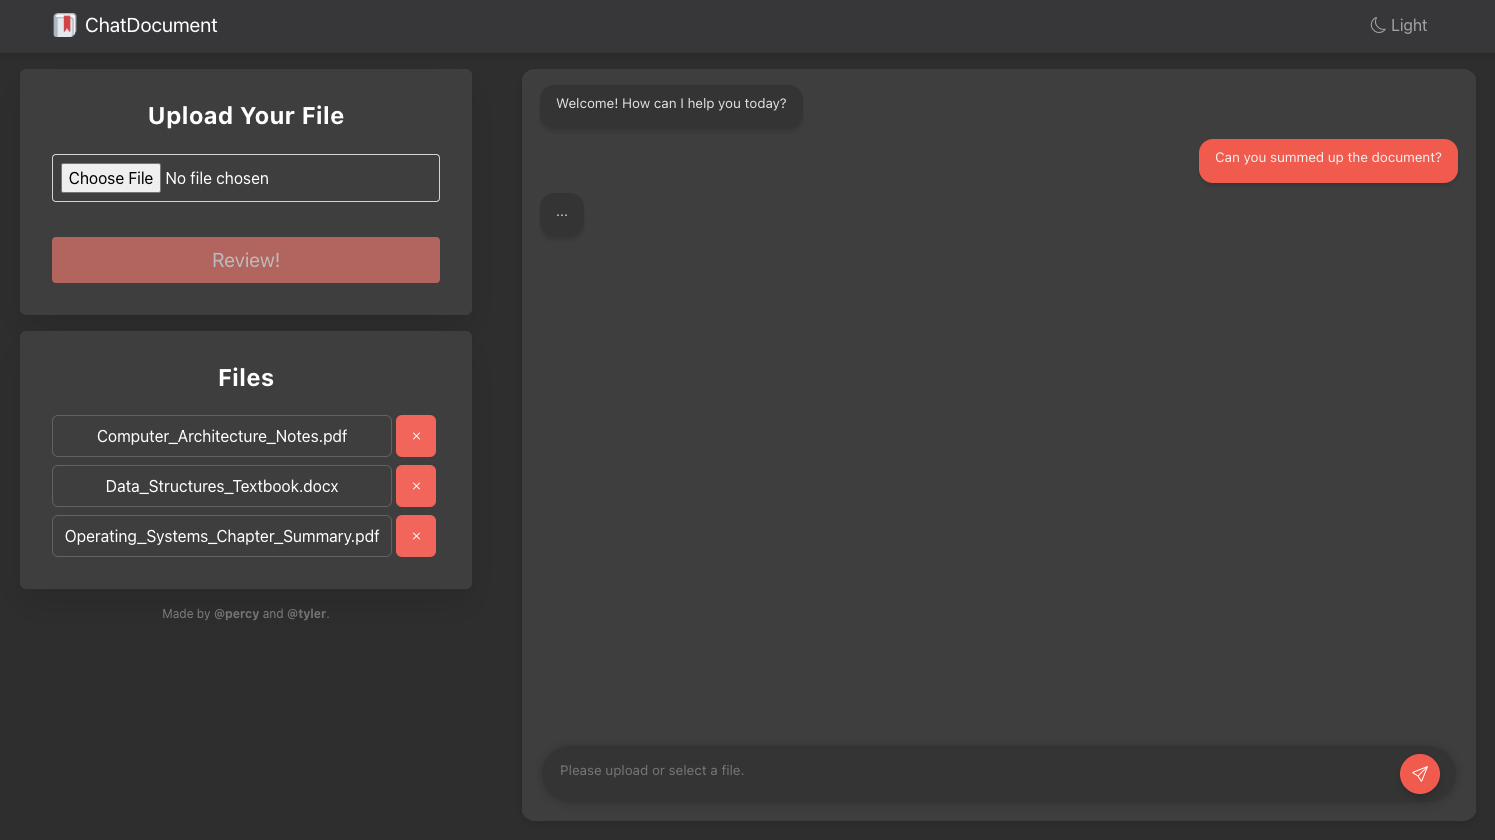 ChatDocument
Light
Upload Your File
Choose File No file chosen
Review!
Files
Computer_Architecture_Notes.pdf
×
Data_Structures_Textbook.docx
×
Operating_Systems_Chapter_Summary.pdf
×
Made by @percy and @tyler.
Welcome! How can I help you today?
Can you summed up the document?
...
Please upload or select a file.